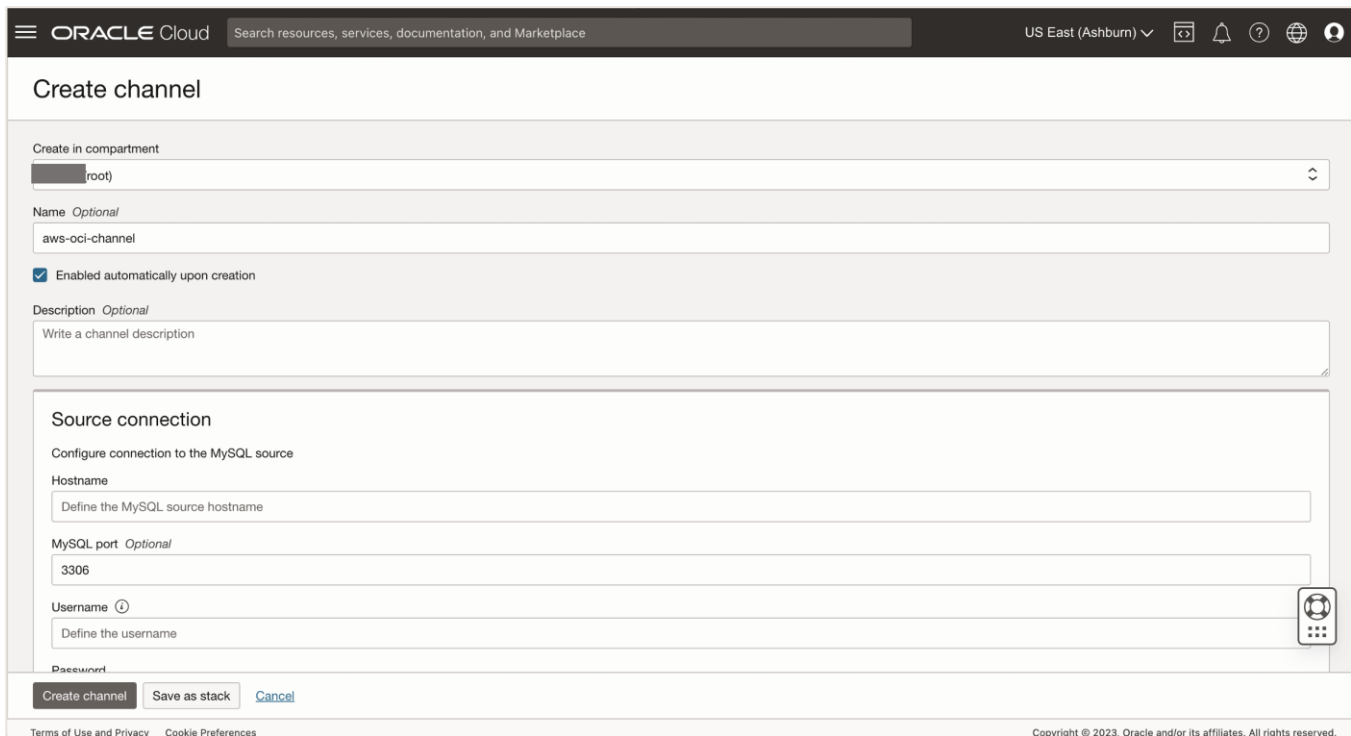 ORACLE Cloud
Search resources, services, documentation, and Marketplace
US East (Ashburn)
Create channel
Create in compartment
root)
Name Optional
aws-oci-channel
Enabled automatically upon creation
Description Optional
Write a channel description
Source connection
Configure connection to the MySQL source
Hostname
Define the MySQL source hostname
MySQL port Optional
3306
Username
Define the username
Password
Create channel Save as stack Cancel
Terms of Use and Privacy Cookie Preferences Copyright © 2023, Oracle and/or its affiliates. All rights reserved.